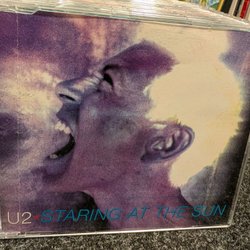 U2 STARING AT THE SUN